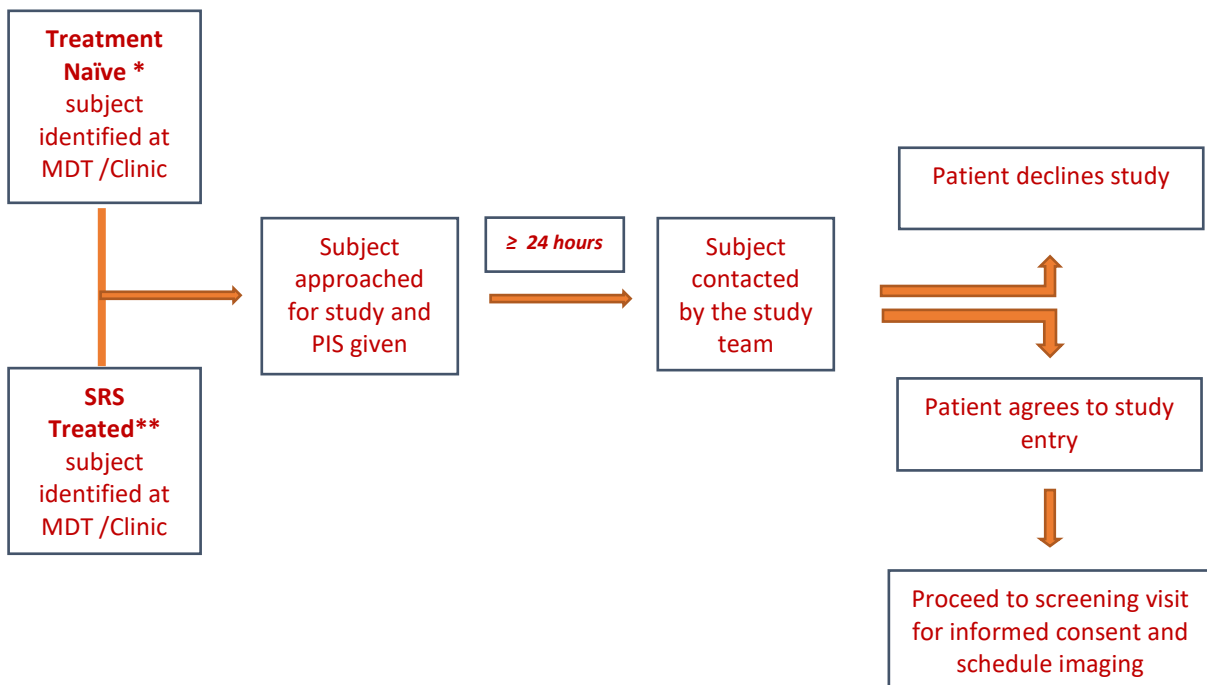 Treatment
Naïve *
subject
identified at
MDT /Clinic
SRS
Treated**
subject
identified at
MDT /Clinic
Subject
approached
for study and
PIS given
≥ 24 hours
Subject
contacted
by the study
team
Patient declines study
Patient agrees to study
entry
Proceed to screening visit
for informed consent and
schedule imaging